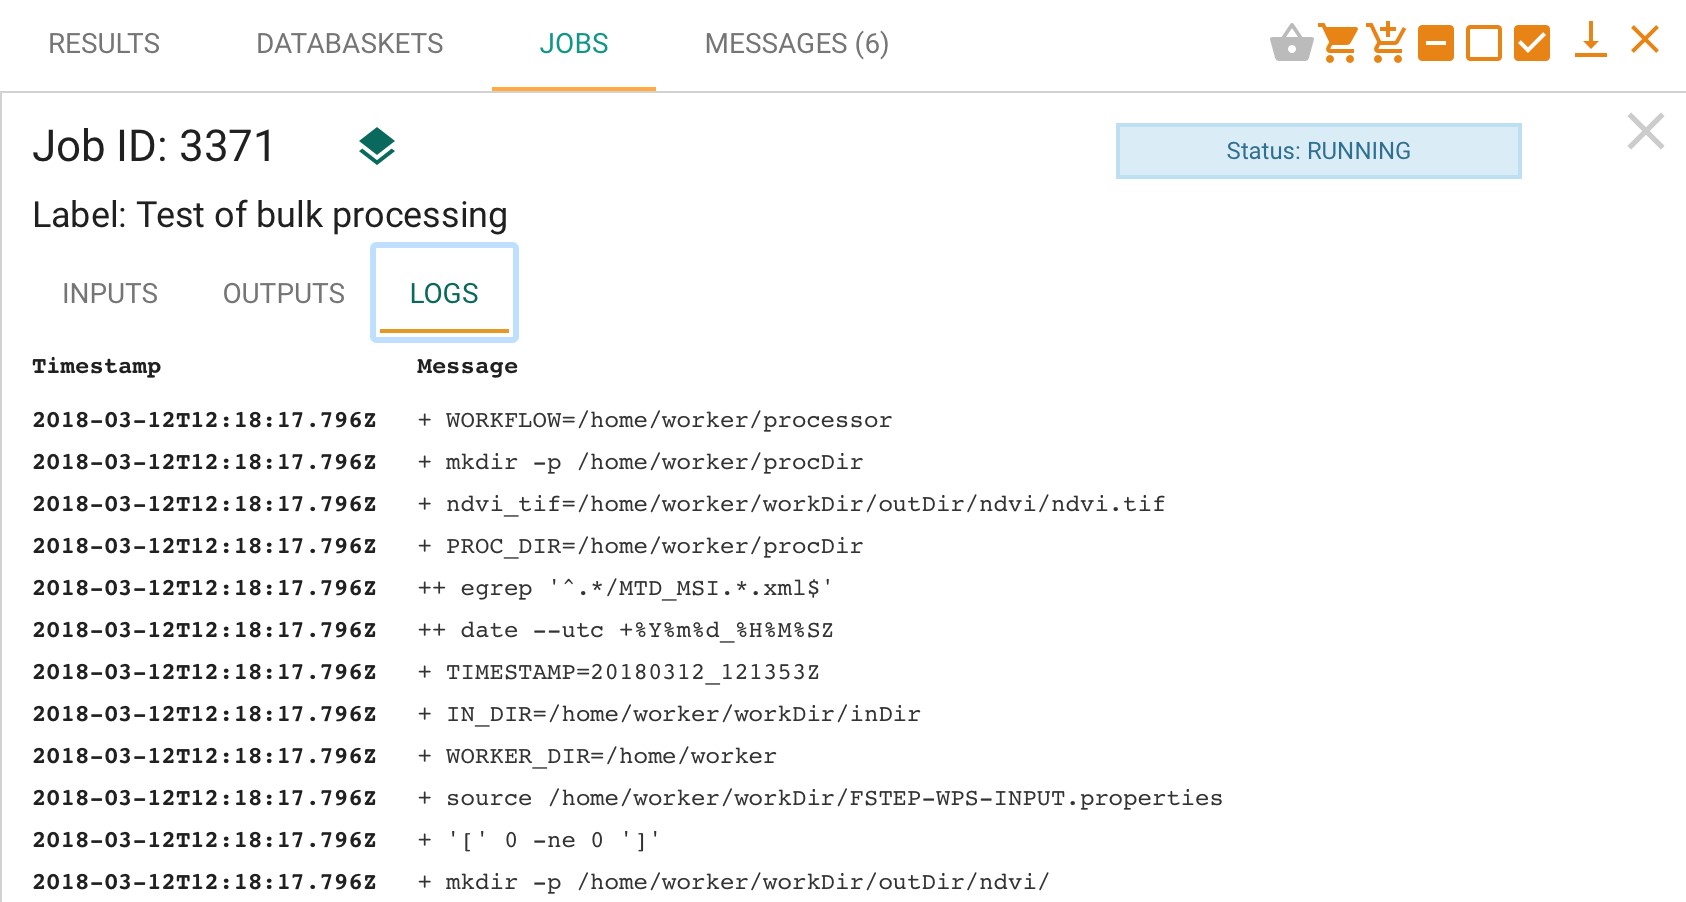 RESULTS DATABASKETS JOBS MESSAGES (6)
Job ID: 3371
Status: RUNNING
Label: Test of bulk processing
INPUTS OUTPUTS LOGS
Timestamp Message
2018-03-12T12:18:17.796Z + WORKFLOW=/home/worker/processor
2018-03-12T12:18:17.796Z + mkdir -p /home/worker/procDir
2018-03-12T12:18:17.796Z + ndvi_tif=/home/worker/workDir/outDir/ndvi/ndvi.tif
2018-03-12T12:18:17.796Z + PROC_DIR=/home/worker/procDir
2018-03-12T12:18:17.796Z ++ egrep '^.*/MTD_MSI.*.xml$'
2018-03-12T12:18:17.796Z ++ date --utc +%Y%m%d_%H%M%SZ
2018-03-12T12:18:17.796Z + TIMESTAMP=20180312_121353Z
2018-03-12T12:18:17.796Z + IN_DIR=/home/worker/workDir/inDir
2018-03-12T12:18:17.796Z + WORKER_DIR=/home/worker
2018-03-12T12:18:17.796Z + source /home/worker/workDir/FSTEP-WPS-INPUT.properties
2018-03-12T12:18:17.796Z + '[' 0 -ne 0 ']'
2018-03-12T12:18:17.796Z + mkdir -p /home/worker/workDir/outDir/ndvi/